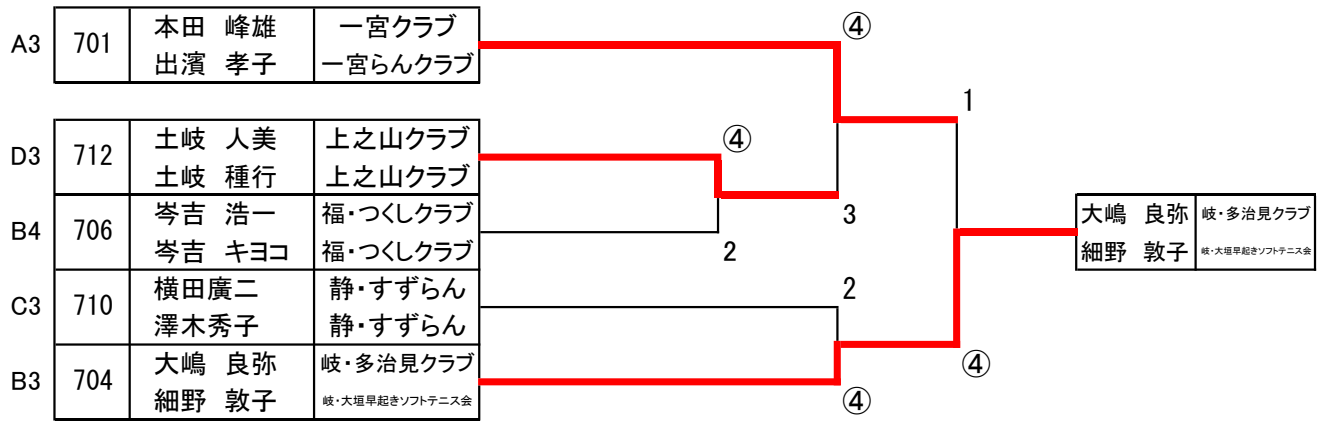 A3 701 本田 峰雄 一宮クラブ
出濱 孝子 一宮らんクラブ
④
1
D3 712 土岐 人美 上之山クラブ
土岐 種行 上之山クラブ
④
3
B4 706 岑吉 浩一 福・つくしクラブ
岑吉 キヨコ 福・つくしクラブ
2
大嶋 良弥 岐・多治見クラブ
細野 敦子 岐・大垣早起きソフトテニス会
C3 710 横田廣二 静・すずらん
澤木秀子 静・すずらん
2
B3 704 大嶋 良弥 岐・多治見クラブ
細野 敦子 岐・大垣早起きソフトテニス会
④
④